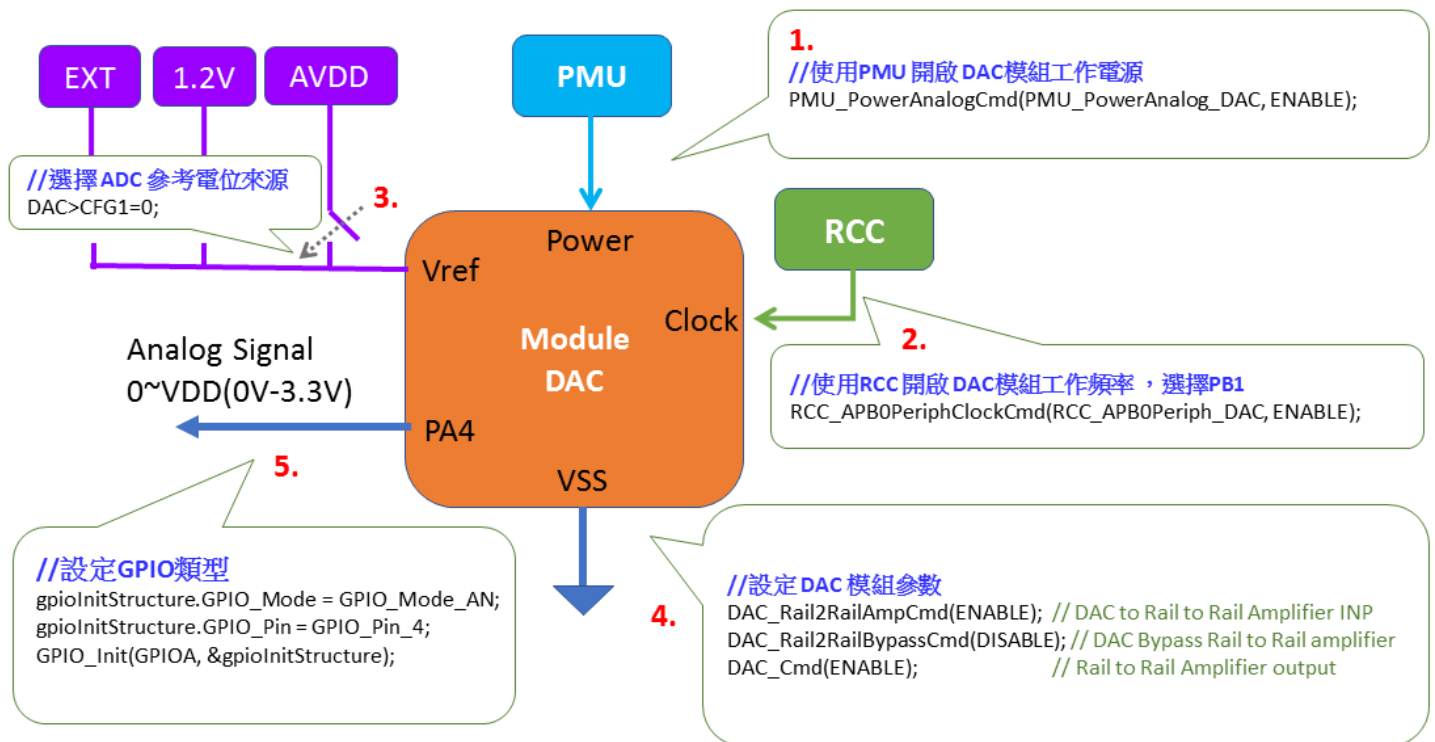 EXT
1.2V
AVDD
PMU
1.
//使用PMU 開啟 DAC模組工作電源
PMU_PowerAnalogCmd(PMU_PowerAnalog_DAC, ENABLE);
//選擇 ADC 參考電位來源
DAC>CFG1=0;
3.
RCC
Power
Vref
Clock
Module
DAC
2.
//使用RCC 開啟 DAC模組工作頻率 ，選擇PB1
RCC_APB0PeriphClockCmd(RCC_APB0Periph_DAC, ENABLE);
Analog Signal
0~VDD(0V-3.3V)
PA4
VSS
5.
//設定GPIO類型
gpioInitStructure.GPIO_Mode = GPIO_Mode_AN;
gpioInitStructure.GPIO_Pin = GPIO_Pin_4;
GPIO_Init(GPIOA, &gpioInitStructure);
4.
//設定 DAC 模組參數
DAC_Rail2RailAmpCmd(ENABLE); // DAC to Rail to Rail Amplifier INP
DAC_Rail2RailBypassCmd(DISABLE); // DAC Bypass Rail to Rail amplifier
DAC_Cmd(ENABLE); // Rail to Rail Amplifier output